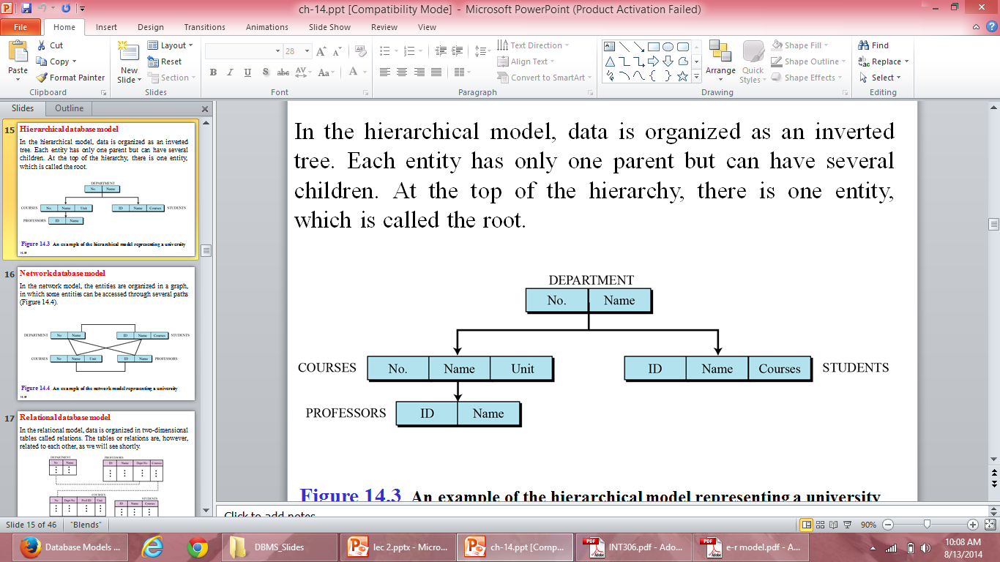 ch-14.ppt [Compatibility Mode] - Microsoft PowerPoint (Product Activation Failed)
File Home Insert Design Transitions Animations Slide Show Review View
Paste
Cut
Copy
Format Painter
Clipboard
New
Slide
Layout
Reset
Section
Slides
28
B I U S abc AV Aa A
Font
Text Direction
Align Text
Convert to SmartArt
Paragraph
Arrange
Quick
Styles
Shape Fill
Shape Outline
Shape Effects
Drawing
Find
Replace
Select
Editing
Slides Outline
15
Hierarchical database model
In the hierarchical model, data is organized as an inverted
tree. Each entity has only one parent but can have several
children. At the top of the hierarchy, there is one entity,
which is called the root.
DEPARTMENT
No. Name
COURSES No. Name Unit ID Name Courses STUDENTS
PROFESSORS ID Name
Figure 14.3 An example of the hierarchical model representing a university
16
Network database model
In the network model, the entities are organized in a graph,
in which some entities can be accessed through several paths
(Figure 14.4).
DEPARTMENT No Name ID Name Courses STUDENTS
COURSES No Name Unit ID Name PROFESSORS
Figure 14.4 An example of the network model representing a university
17
Relational database model
In the relational model, data is organized in two-dimensional
tables called relations. The tables or relations are, however,
related to each other, as we will see shortly.
DEPARTMENT PROFESSORS
No Name ID Name Dept-No Courses
COURSES STUDENTS
No Dept-No Prof-ID Unit ID Name Courses
In the hierarchical model, data is organized as an inverted
tree. Each entity has only one parent but can have several
children. At the top of the hierarchy, there is one entity,
which is called the root.
DEPARTMENT
No. Name
COURSES No. Name Unit ID Name Courses STUDENTS
PROFESSORS ID Name
Figure 14.3 An example of the hierarchical model representing a university
Click to add notes
Slide 15 of 46 "Blends" 90%
Database Models ... DBMS_Slides lec 2.pptx - Micro... ch-14.ppt [Comp... INT306.pdf - Ado... e-r model.pdf - A...
10:08 AM
8/13/2014